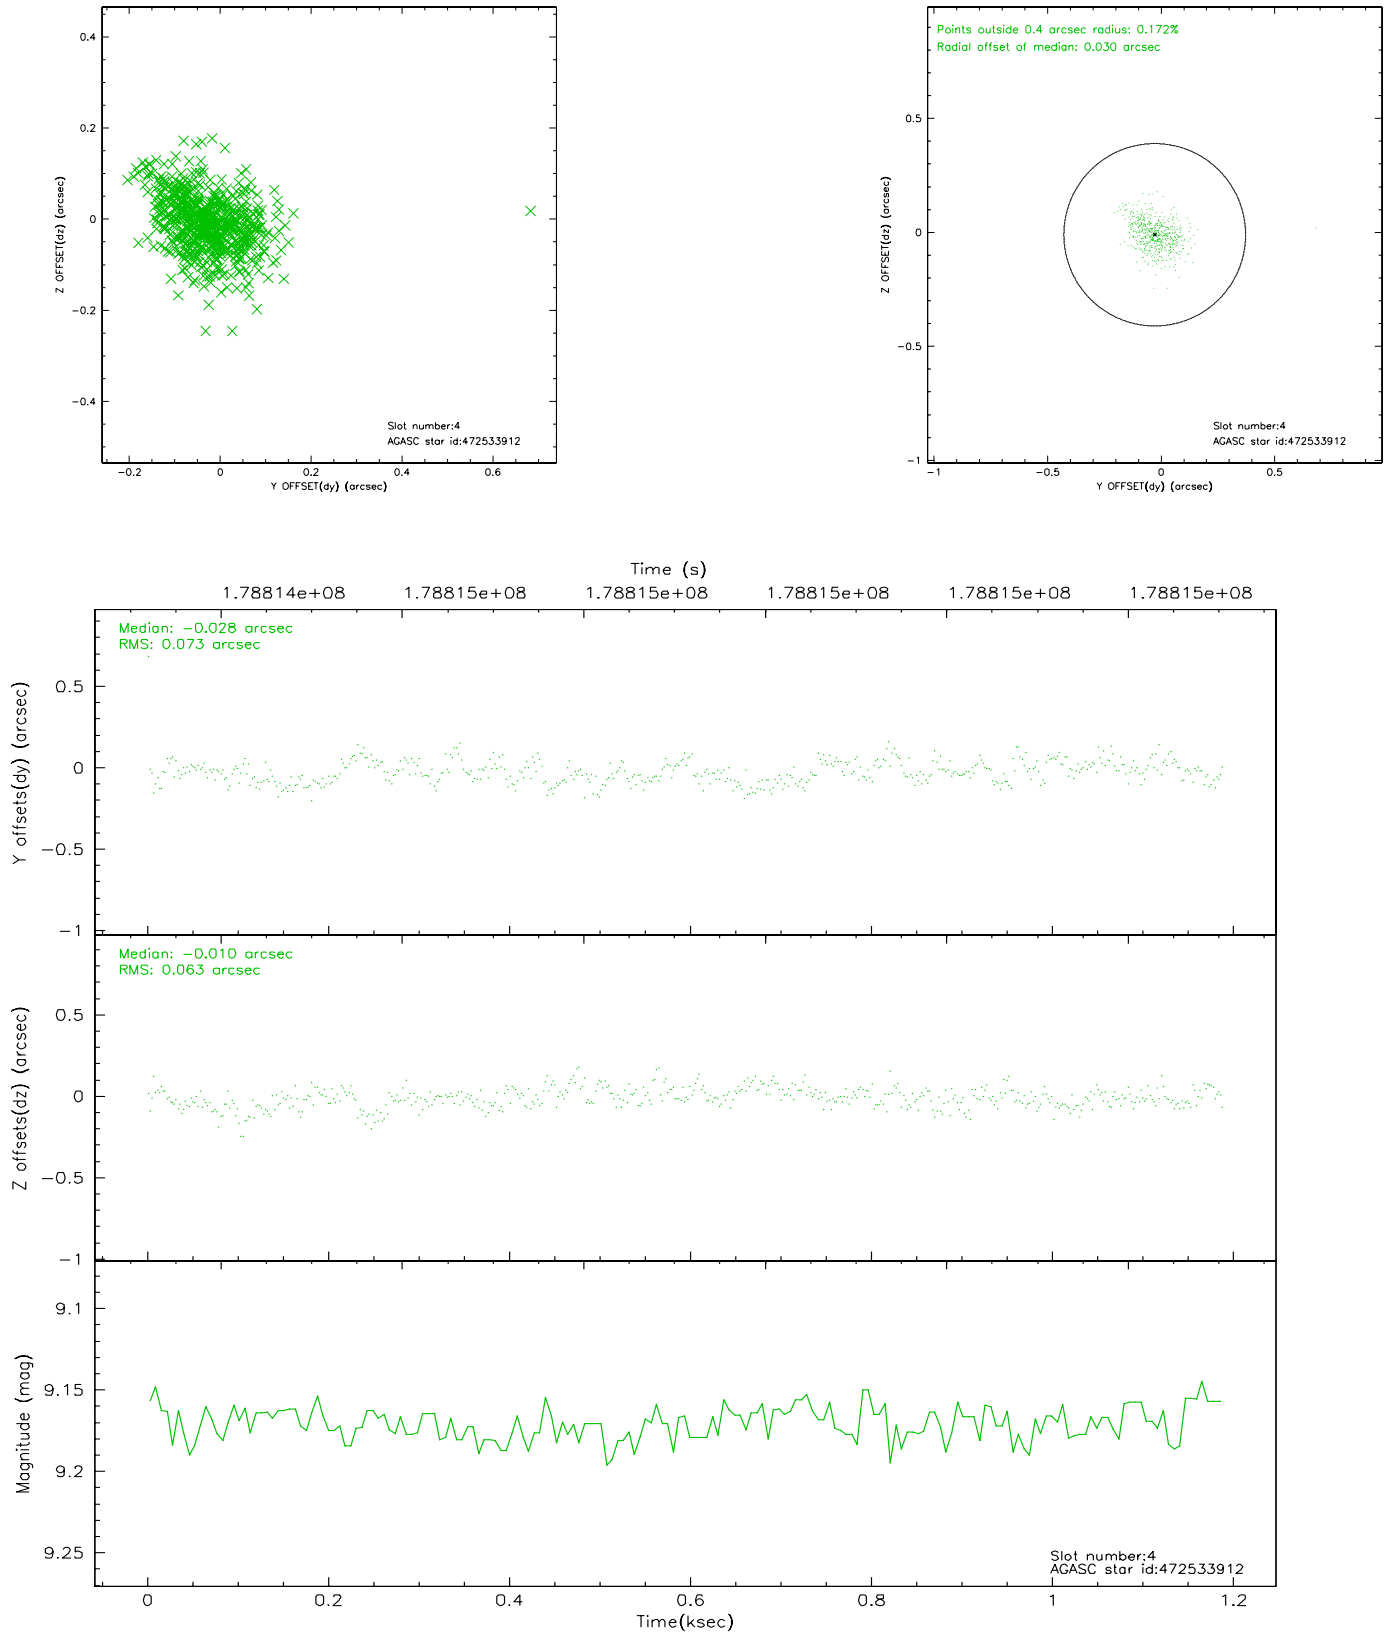 0.4
0.2
0
−0.2
−0.4
Z OFFSET(dz) (arcsec)
Slot number:4
AGASC star id:472533912
−0.2 0 0.2 0.4 0.6
Y OFFSET(dy) (arcsec)
Points outside 0.4 arcsec radius: 0.172%
Radial offset of median: 0.030 arcsec
0.5
0
−0.5
−1
Z OFFSET(dz) (arcsec)
Slot number:4
AGASC star id:472533912
−1 −0.5 0 0.5
Y OFFSET(dy) (arcsec)
Time (s)
1.78814e+08 1.78815e+08 1.78815e+08 1.78815e+08 1.78815e+08 1.78815e+08
Median: −0.028 arcsec
RMS: 0.073 arcsec
0.5
0
−0.5
−1
Y offsets(dy) (arcsec)
Median: −0.010 arcsec
RMS: 0.063 arcsec
0.5
0
−0.5
−1
Z offsets(dz) (arcsec)
9.1
9.15
9.2
9.25
Magnitude (mag)
Slot number:4
AGASC star id:472533912
0 0.2 0.4 0.6 0.8 1 1.2
Time(ksec)